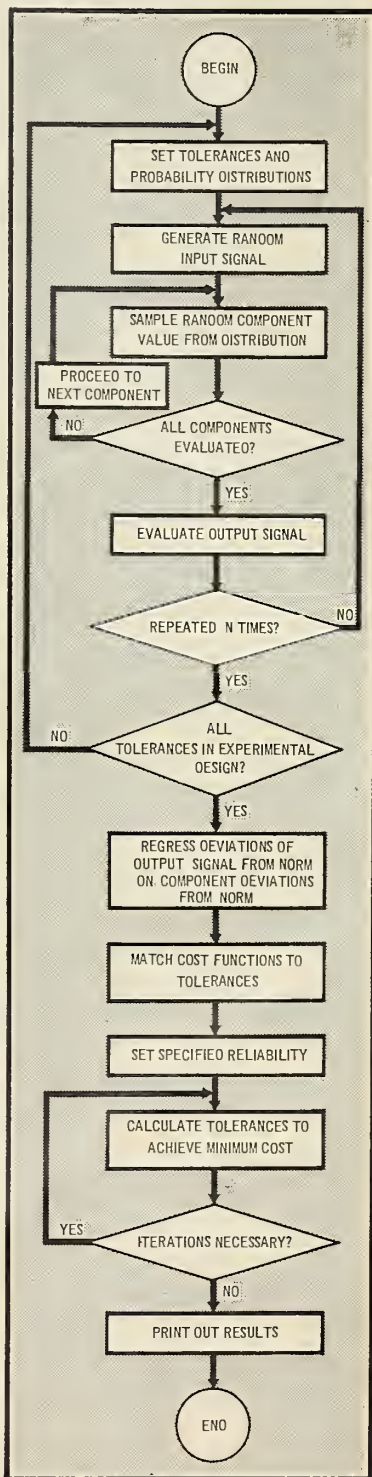 BEGIN
SET TOLERANCES AND
PROBABILITY DISTRIBUTIONS
GENERATE RANOOM
INPUT SIGNAL
SAMPLE RANOOM COMPONENT
VALUE FROM DISTRIBUTION
PROCEEO TO
NEXT COMPONENT
NO
ALL COMPONENTS
EVALUATEO?
YES
EVALUATE OUTPUT SIGNAL
REPEATED N TIMES?
NO
YES
NO
ALL
TOLERANCES IN EXPERIMENTAL
OESIGN?
YES
REGRESS OEVIATIONS OF
OUTPUT SIGNAL FROM NORM
ON COMPONENT OEVIATIONS
FROM NORM
MATCH COST FUNCTIONS TO
TOLERANCES
SET SPECIFIED RELIABILITY
CALCULATE TOLERANCES TO
ACHIEVE MINIMUM COST
YES
ITERATIONS NECESSARY?
NO
PRINT OUT RESULTS
ENO